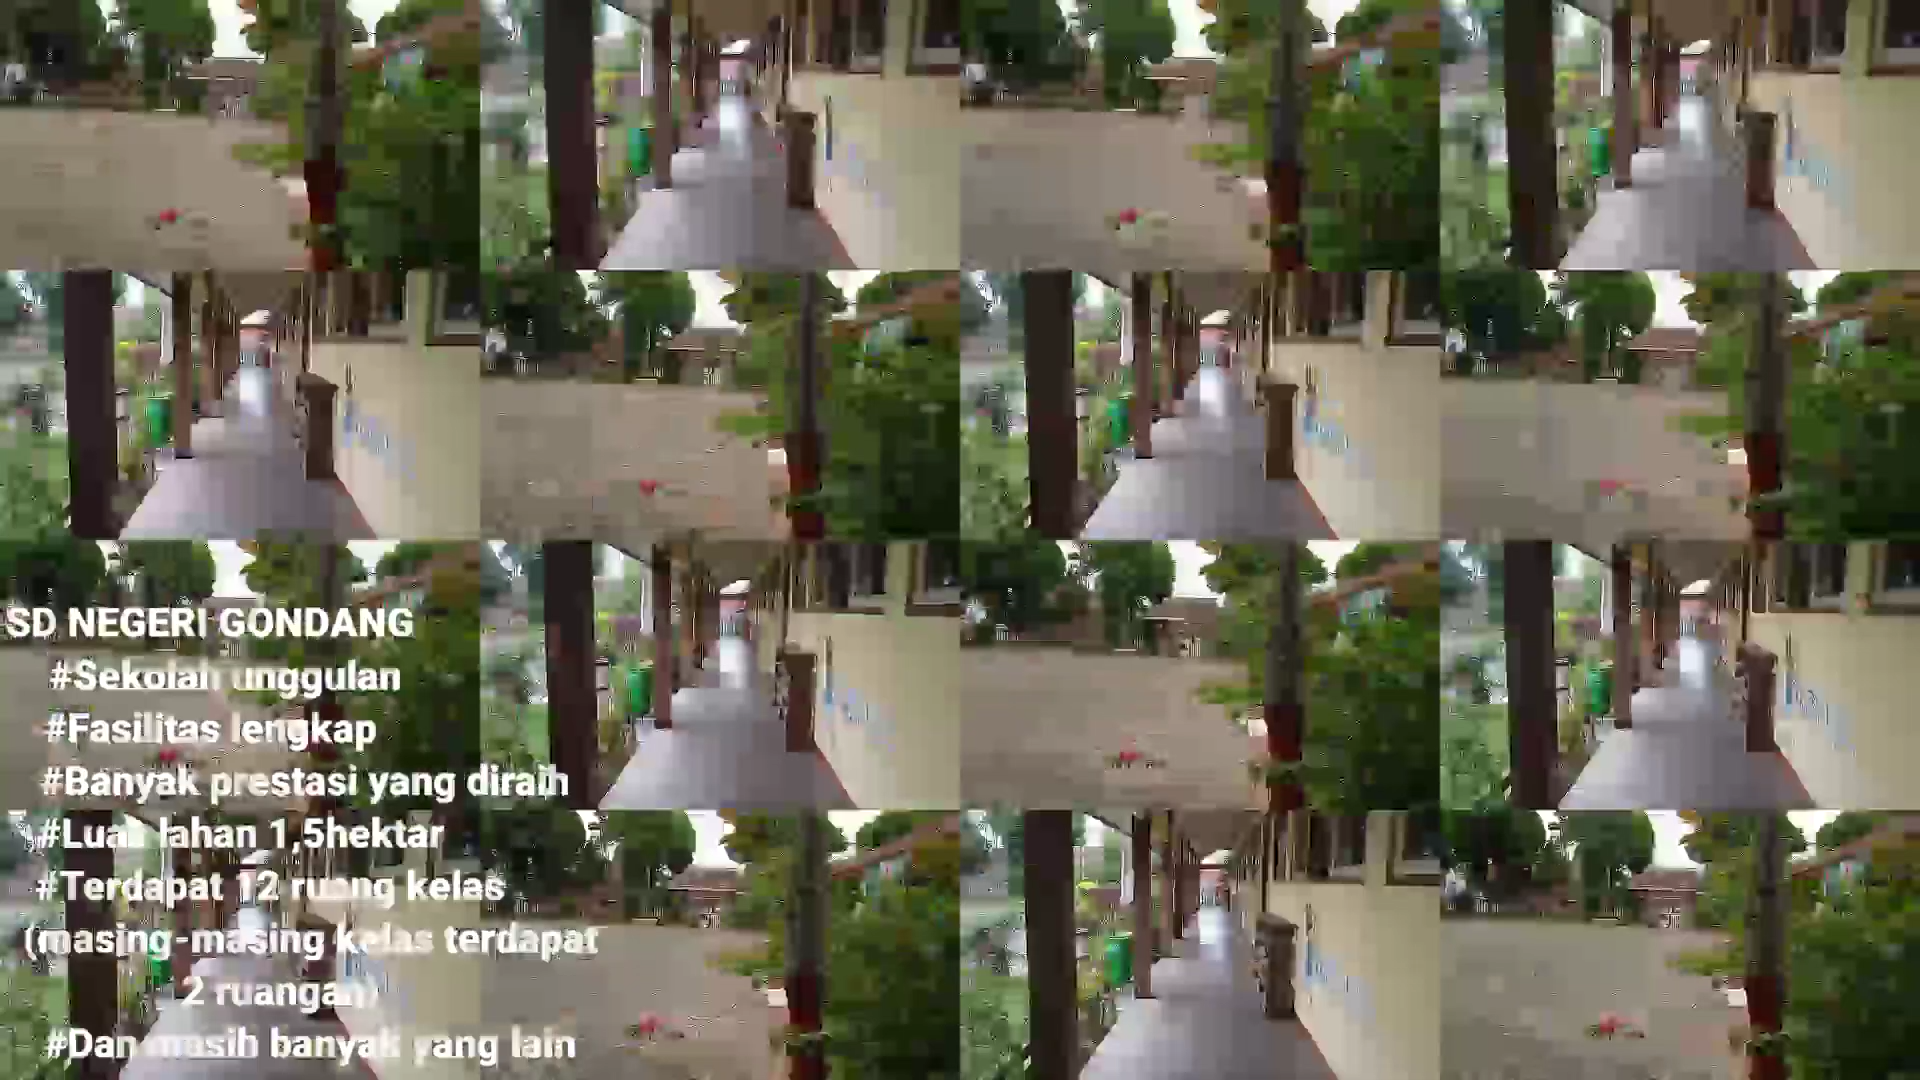 SD NEGERI GONDANG
#Sekolah unggulan
#Fasilitas lengkap
#Banyak prestasi yang diraih
#Luas lahan 1,5hektar
#Terdapat 12 ruang kelas
(masing-masing kelas terdapat
2 ruangan)
#Dan masih banyak yang lain